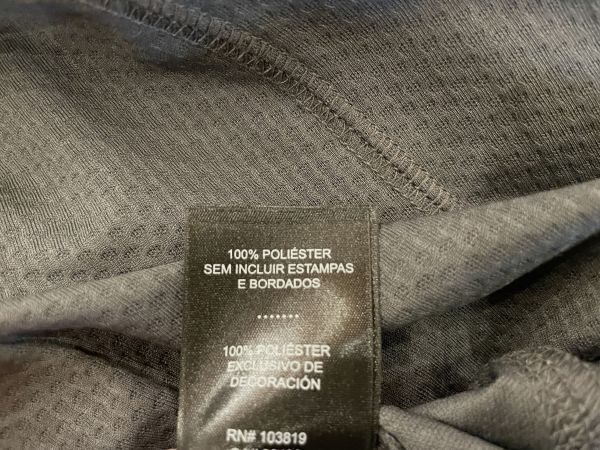 100% POLIÉSTER
SEM INCLUIR ESTAMPAS
E BORDADOS
.......
100% POLIÉSTER
EXCLUSIVO DE
DECORACIÓN
RN# 103819